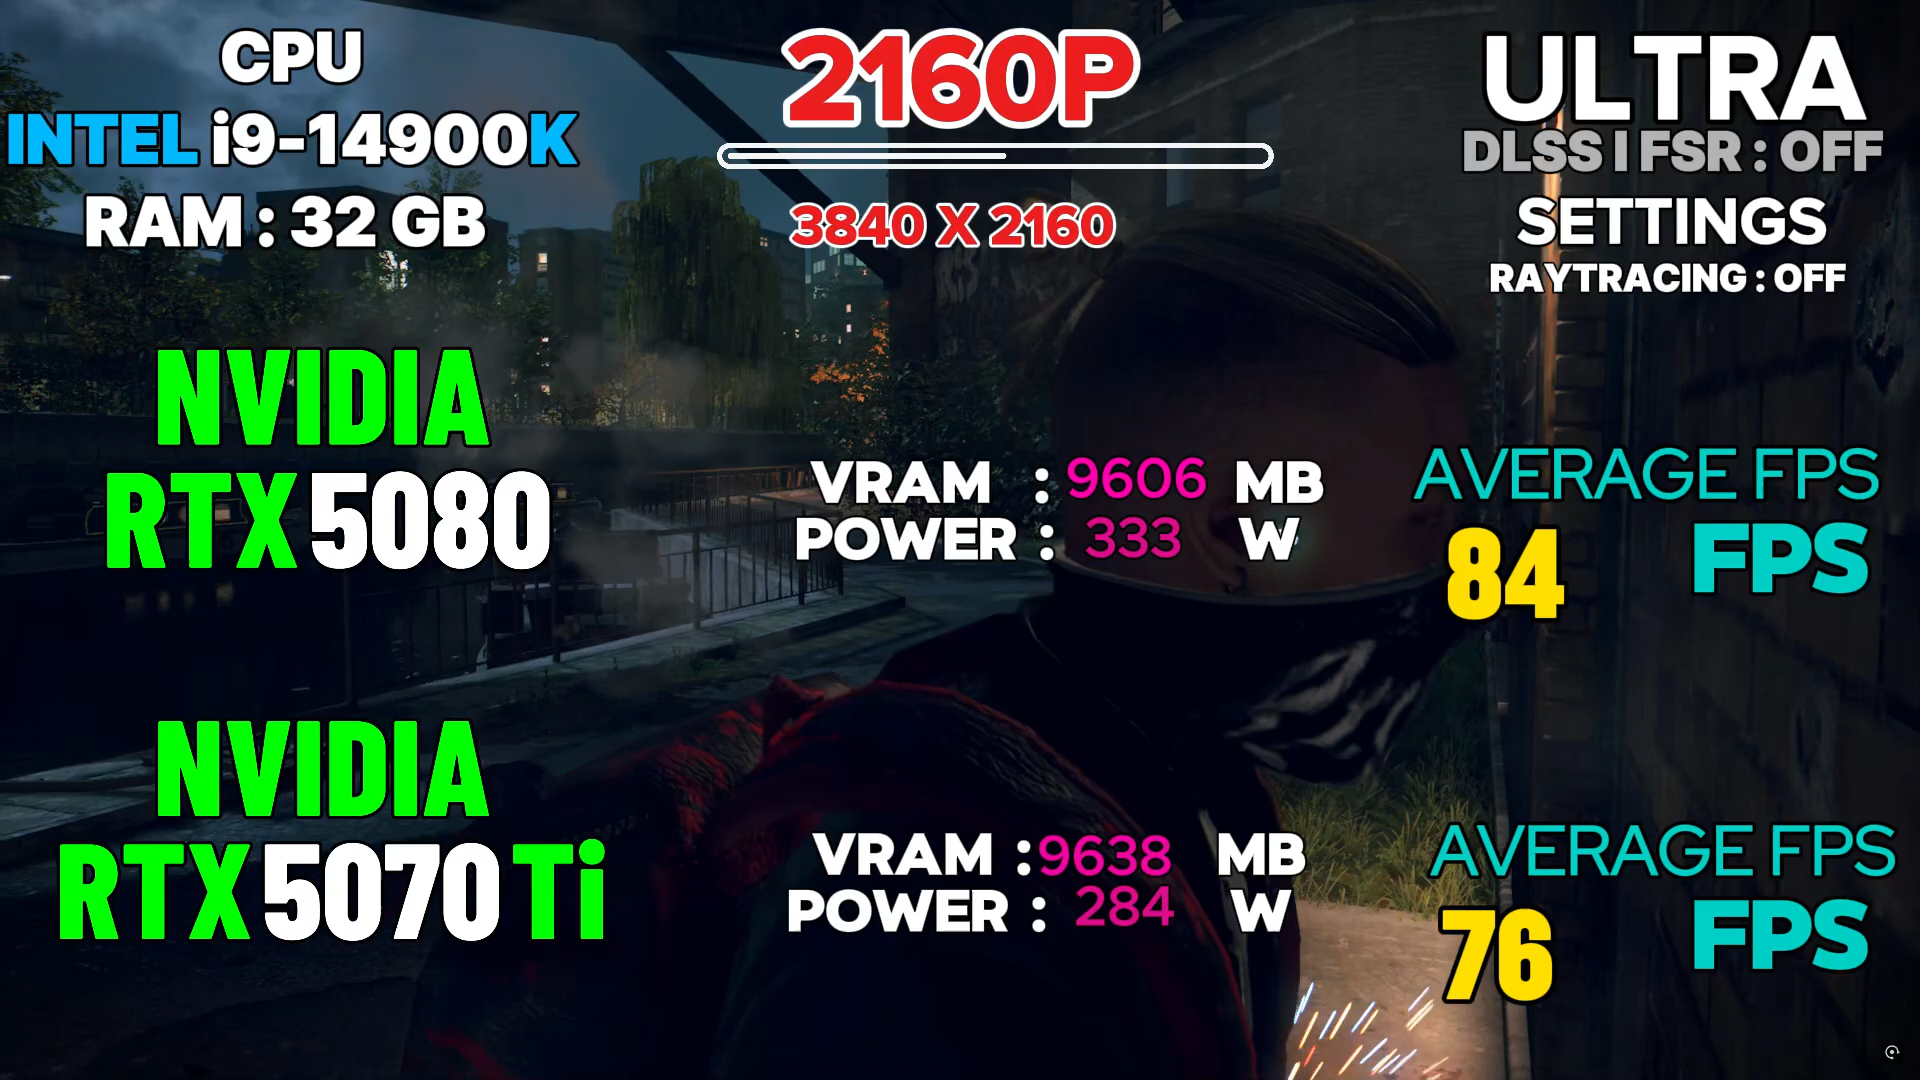 CPU
INTEL i9-14900K
RAM : 32 GB
2160P
3840 X 2160
ULTRA
DLSS I FSR : OFF
SETTINGS
RAYTRACING : OFF
NVIDIA
RTX 5080
VRAM : 9606 MB
POWER : 333 W
AVERAGE FPS
84 FPS
NVIDIA
RTX 5070 Ti
VRAM : 9638 MB
POWER : 284 W
AVERAGE FPS
76 FPS